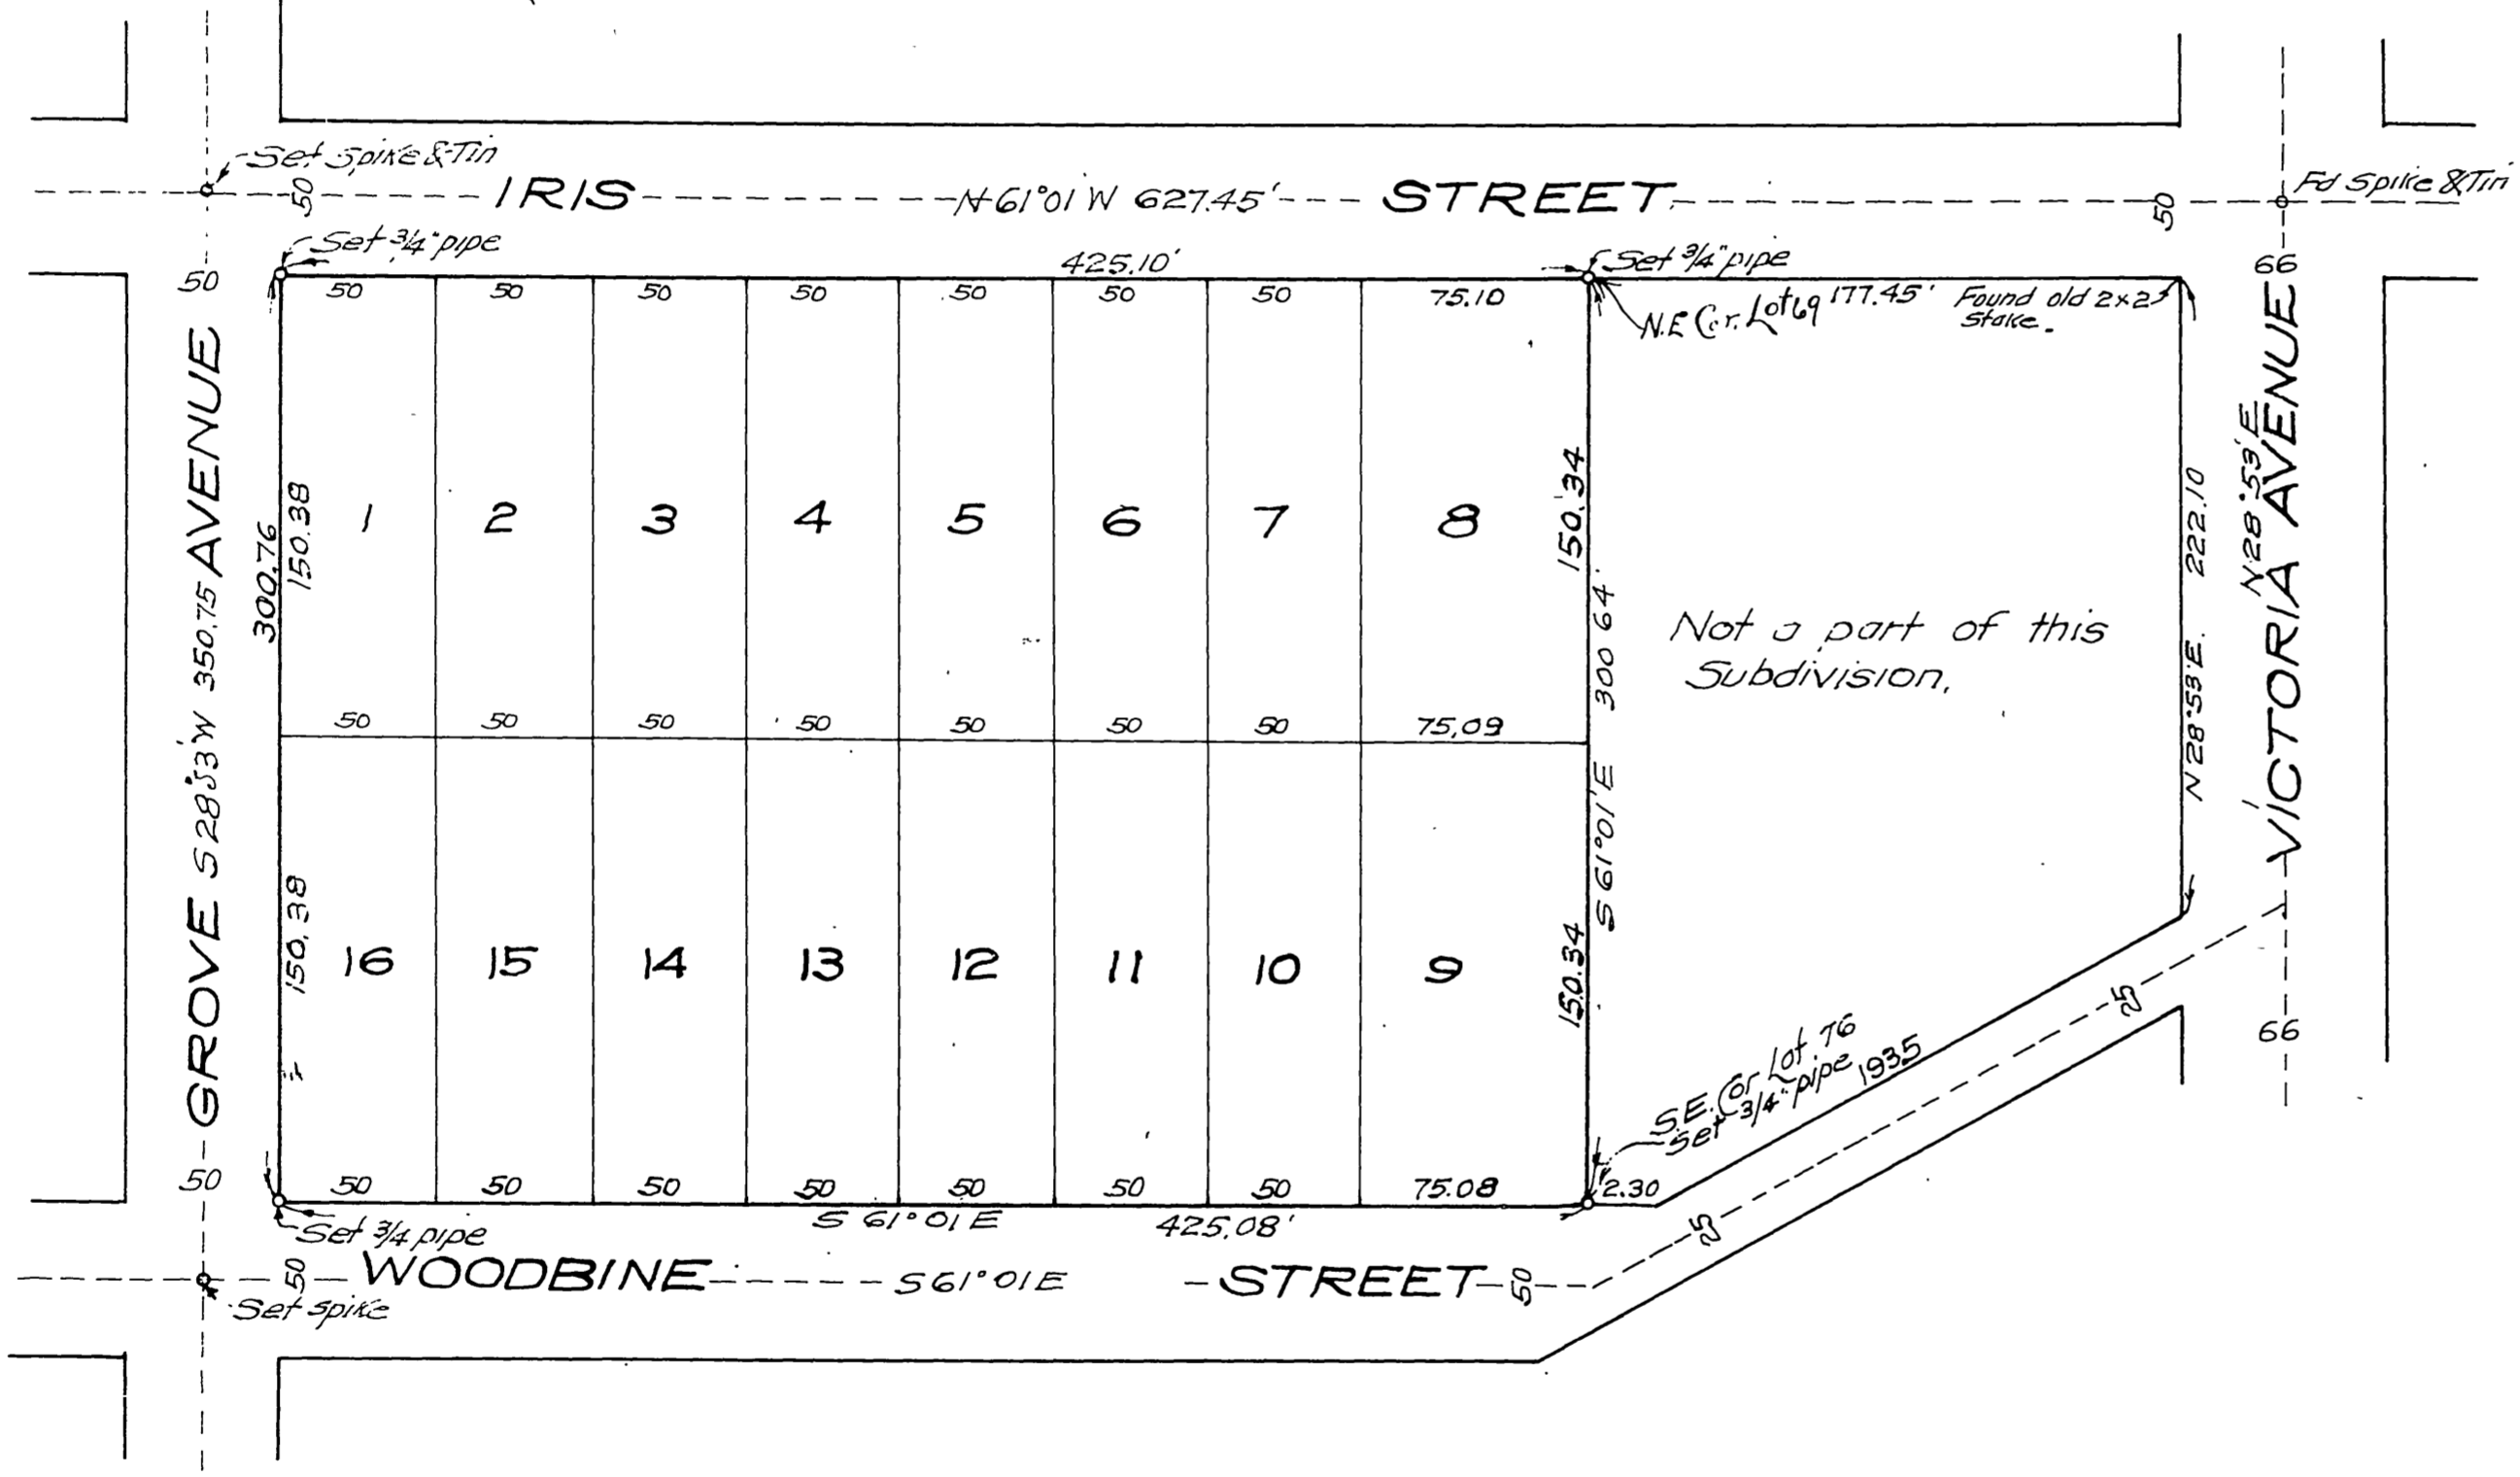 Set Spike & Tin
50 IRIS N 61°01 W 627.45' STREET 50
Fd Spike & Tin
Set 3/4" pipe
425.10'
Set 3/4" pipe
50
66
50 50 50 50 50 50 50 75.10
N.E Cor. Lot 69 177.45' Found old 2x2
Stake.
GROVE S 28°53'W 350.75 AVENUE
300.76
150.38
1 2 3 4 5 6 7 8
150.34
S 61°01'E 300 64'
Not a part of this
Subdivision.
N 28°53'E. 222.10
N 28°53'E
VICTORIA AVENUE
50 50 50 50 50 50 50 75.09
150.38
16 15 14 13 12 11 10 9
150.34
S.E. Cor Lot 76
Set 3/4" pipe 1935
25
66
50
50 50 50 50 50 50 50 75.08
2.30
S 61°01 E 425.08'
Set 3/4 pipe
25
50 WOODBINE S 61°01 E STREET 50
Set spike